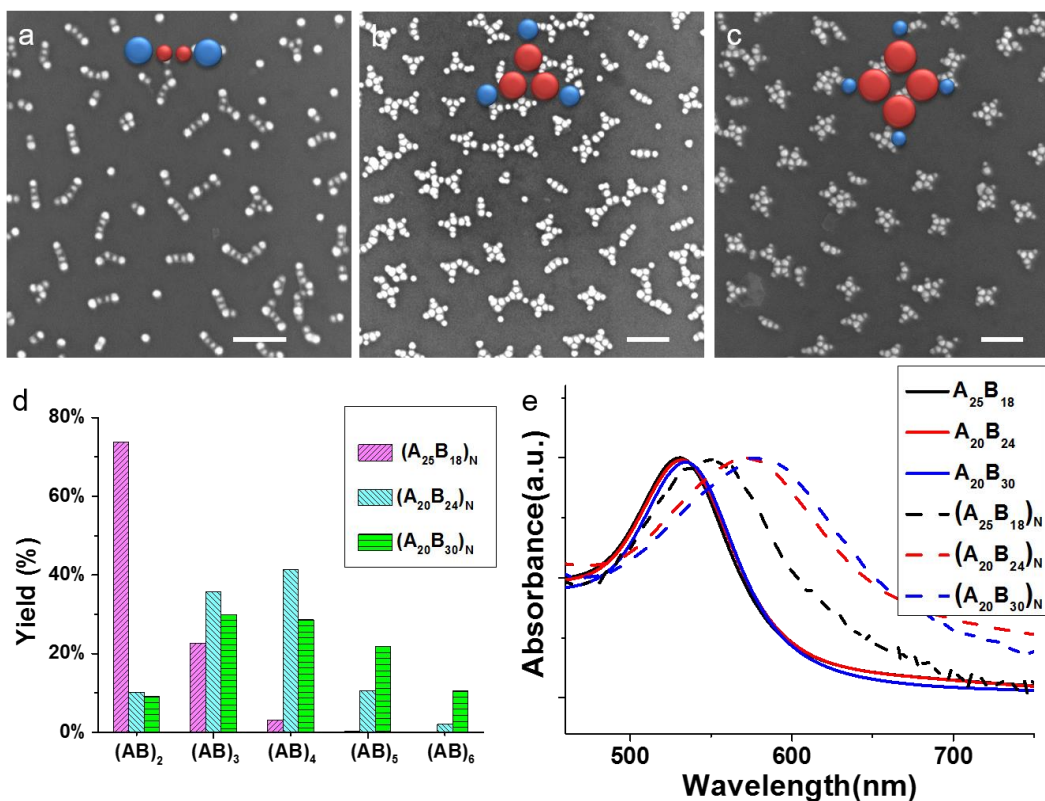 a
b
c
d
80%
60%
40%
20%
0%
Yield (%)
(AB)₂
(AB)₃
(AB)₄
(AB)₅
(AB)₆
(A₂₅B₁₈)N
(A₂₀B₂₄)N
(A₂₀B₃₀)N
e
Absorbance(a.u.)
500
600
700
Wavelength(nm)
A₂₅B₁₈
A₂₀B₂₄
A₂₀B₃₀
(A₂₅B₁₈)N
(A₂₀B₂₄)N
(A₂₀B₃₀)N